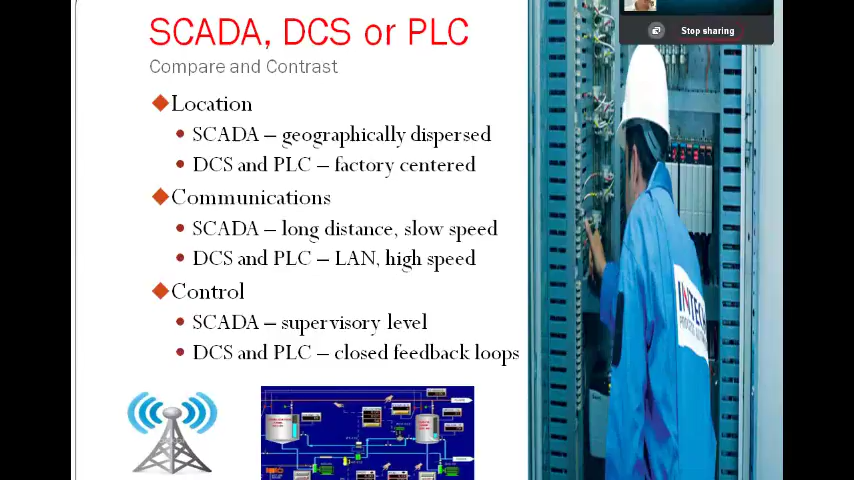 SCADA, DCS or PLC
Stop sharing
Compare and Contrast
Location
SCADA – geographically dispersed
DCS and PLC – factory centered
Communications
SCADA – long distance, slow speed
DCS and PLC – LAN, high speed
Control
SCADA – supervisory level
DCS and PLC – closed feedback loops